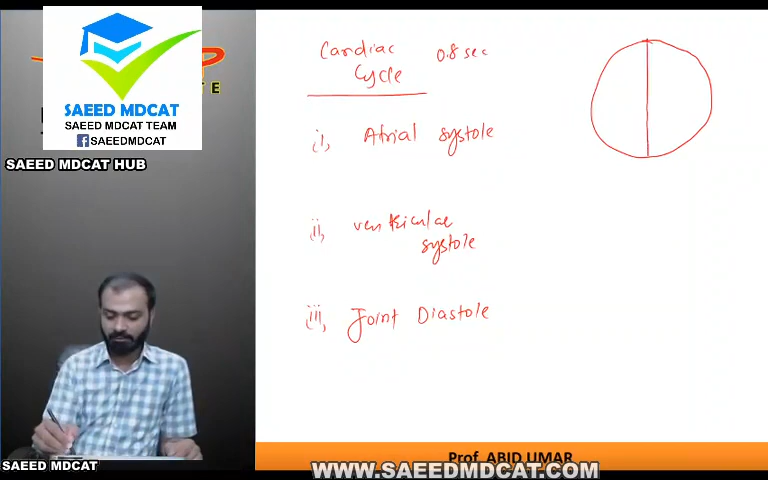 SAEED MDCAT
SAEED MDCAT TEAM
SAEEDMDCAT
SAEED MDCAT HUB
Cardiac 0.8 sec
Cycle
i, Atrial systole
ii, ventricular
systole
iii, Joint Diastole
Prof. ABID UMAR
SAEED MDCAT
WWW.SAEEDMDCAT.COM